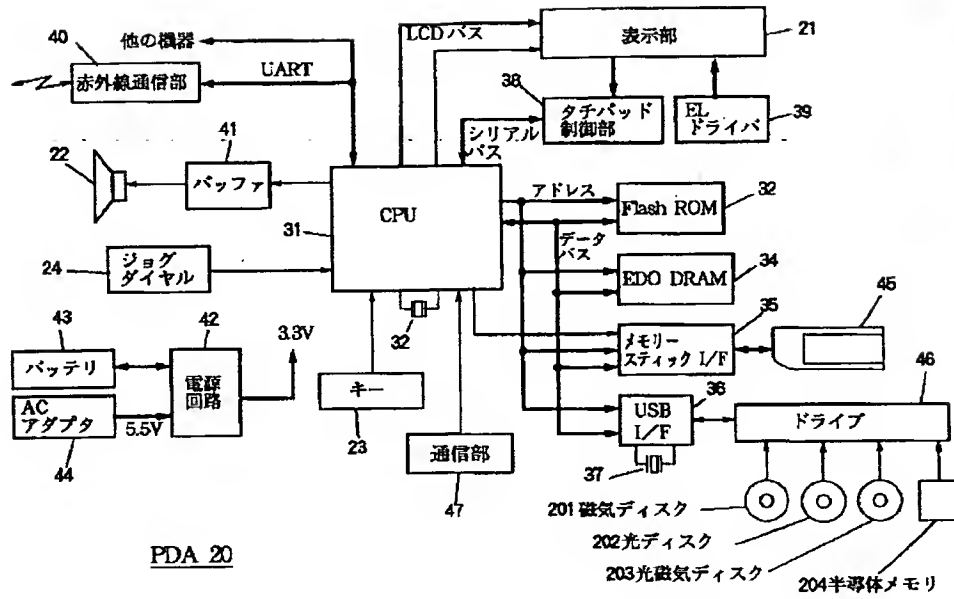 40
他の機器
赤外線通信部
UART
LCDバス
表示部
21
38
タチパッド
制御部
EL
ドライバ
39
シリアル
バス
22
41
バッファ
31
CPU
アドレス
Flash ROM
32
データ
バス
24
ジョグ
ダイヤル
EDO DRAM
34
32
35
メモリー
スティック I/F
45
43
バッテリ
42
電源
回路
3.3V
AC
アダプタ
5.5V
44
キー
23
通信部
47
36
USB
I/F
37
46
ドライブ
201磁気ディスク
202光ディスク
203光磁気ディスク
204半導体メモリ
PDA 20